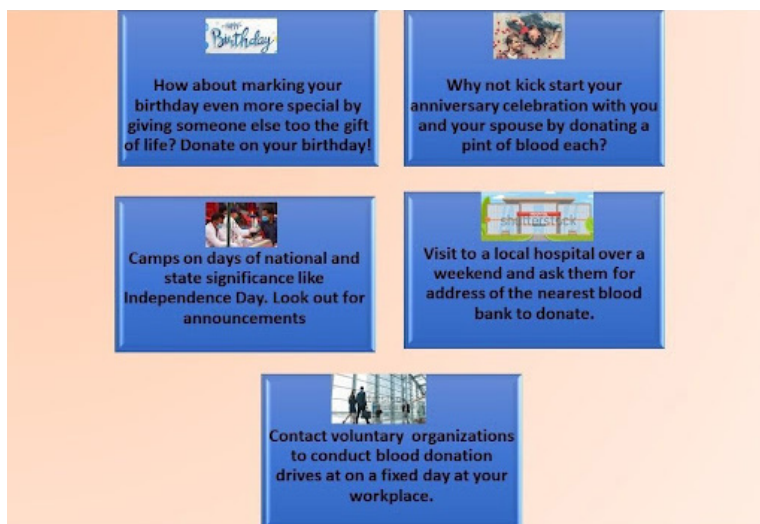 HAPPY
Birthday
How about marking your
birthday even more special by
giving someone else too the gift
of life? Donate on your birthday!
Why not kick start your
anniversary celebration with you
and your spouse by donating a
pint of blood each?
Camps on days of national and
state significance like
Independence Day. Look out for
announcements
shutterstock
Visit to a local hospital over a
weekend and ask them for
address of the nearest blood
bank to donate.
Contact voluntary organizations
to conduct blood donation
drives at on a fixed day at your
workplace.